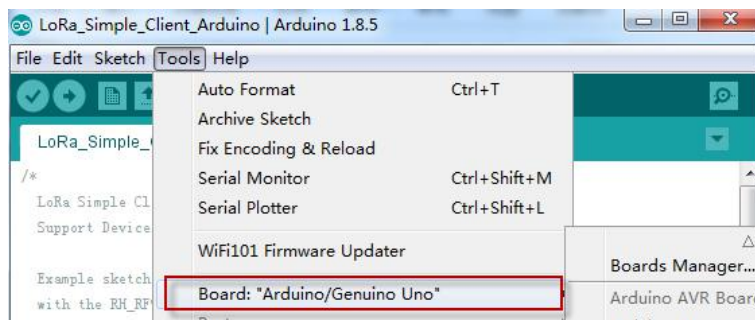 LoRa_Simple_Client_Arduino | Arduino 1.8.5
File Edit Sketch Tools Help
LoRa_Simple_
Auto Format Ctrl+T
Archive Sketch
Fix Encoding & Reload
Serial Monitor Ctrl+Shift+M
Serial Plotter Ctrl+Shift+L
WiFi101 Firmware Updater
Board: "Arduino/Genuino Uno"
/*
LoRa Simple Cl
Support Device
Example sketch
with the RH_RF
Boards Manager...
Arduino AVR Boar